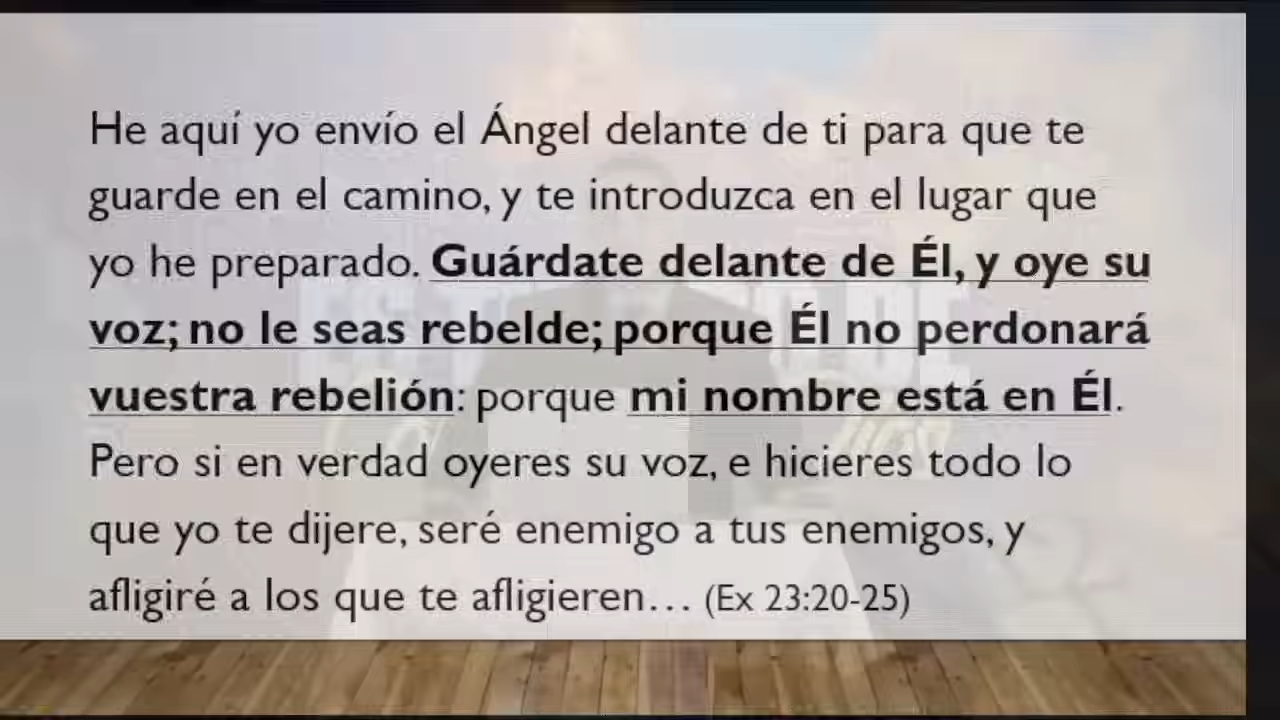 He aquí yo envío el Ángel delante de ti para que te
guarde en el camino, y te introduzca en el lugar que
yo he preparado. Guárdate delante de Él, y oye su
voz; no le seas rebelde; porque Él no perdonará
vuestra rebelión: porque mi nombre está en Él.
Pero si en verdad oyeres su voz, e hicieres todo lo
que yo te dijere, seré enemigo a tus enemigos, y
afligiré a los que te afligieren... (Ex 23:20-25)